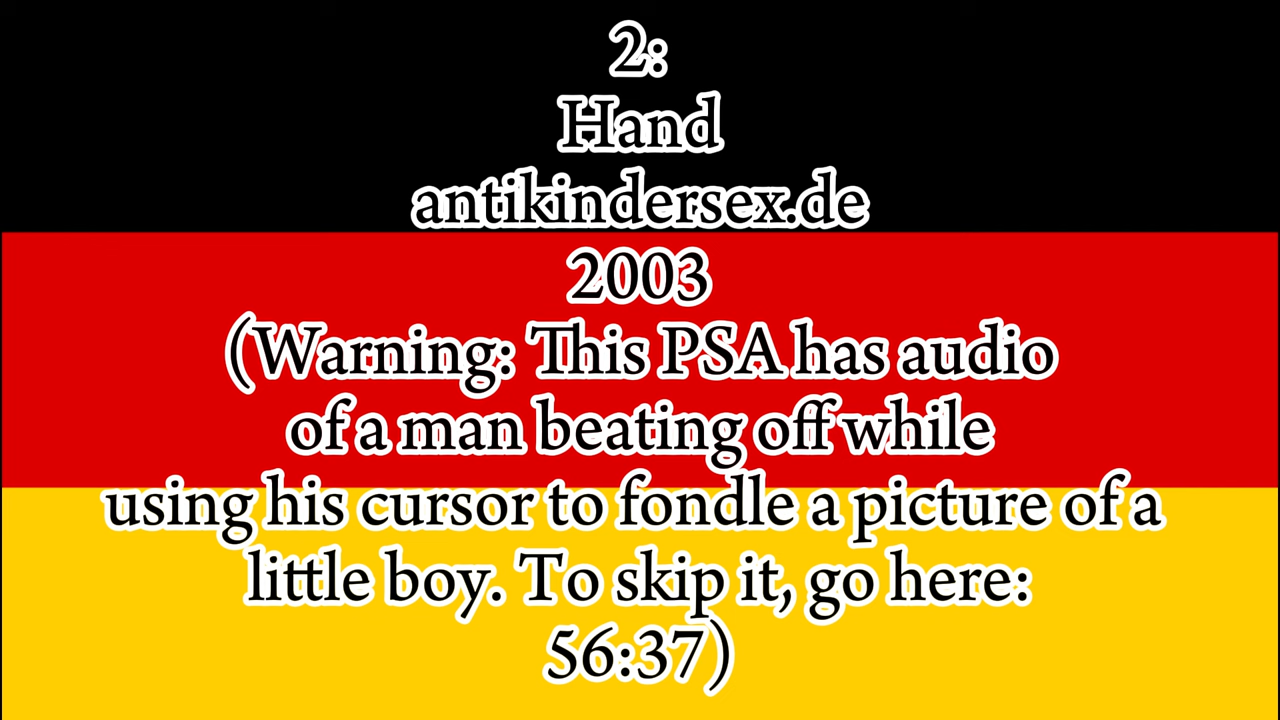 2:
Hand
antikindersex.de
2003
(Warning: This PSA has audio
of a man beating off while
using his cursor to fondle a picture of a
little boy. To skip it, go here:
56:37)